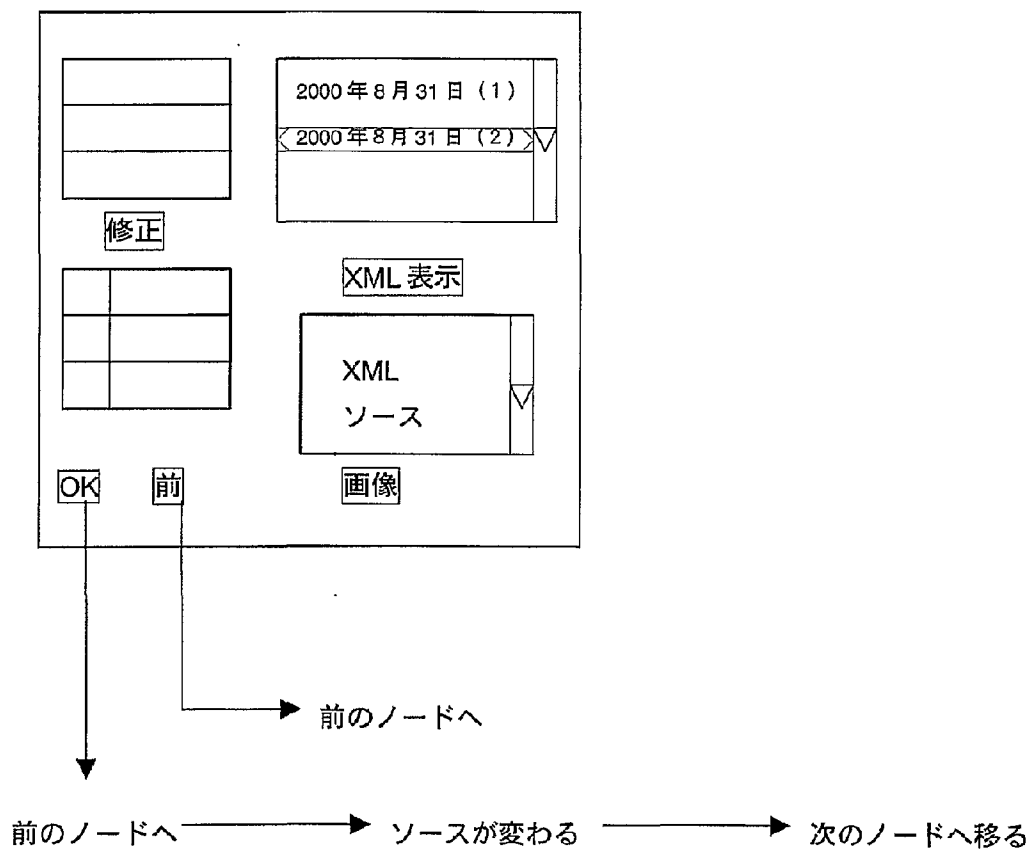 2000年8月31日（1）
2000年8月31日（2）
修正
XML表示
XML
ソース
OK
前
画像
前のノードへ
前のノードへ
ソースが変わる
次のノードへ移る